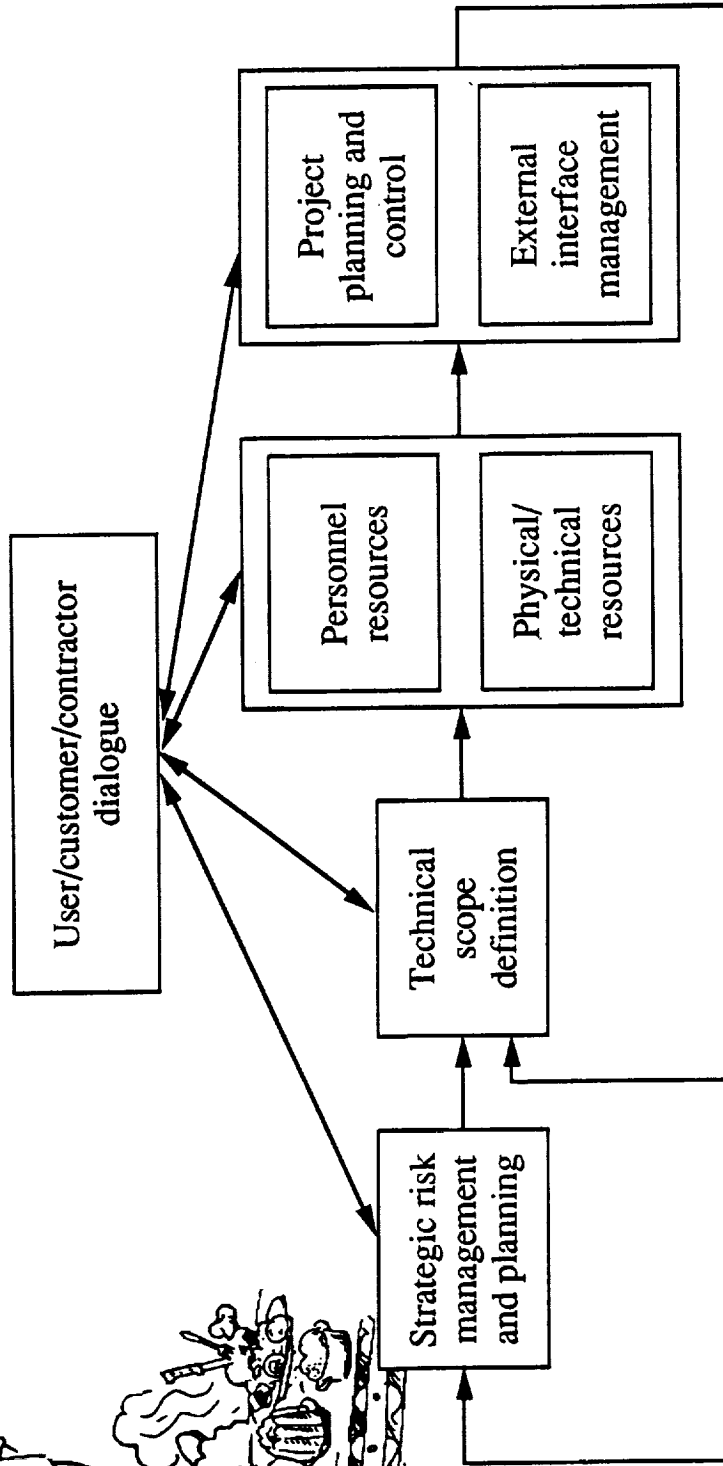 User/customer/contractor
dialogue
Strategic risk
management
and planning
Technical
scope
definition
Personnel
resources
Physical/
technical
resources
Project
planning and
control
External
interface
management